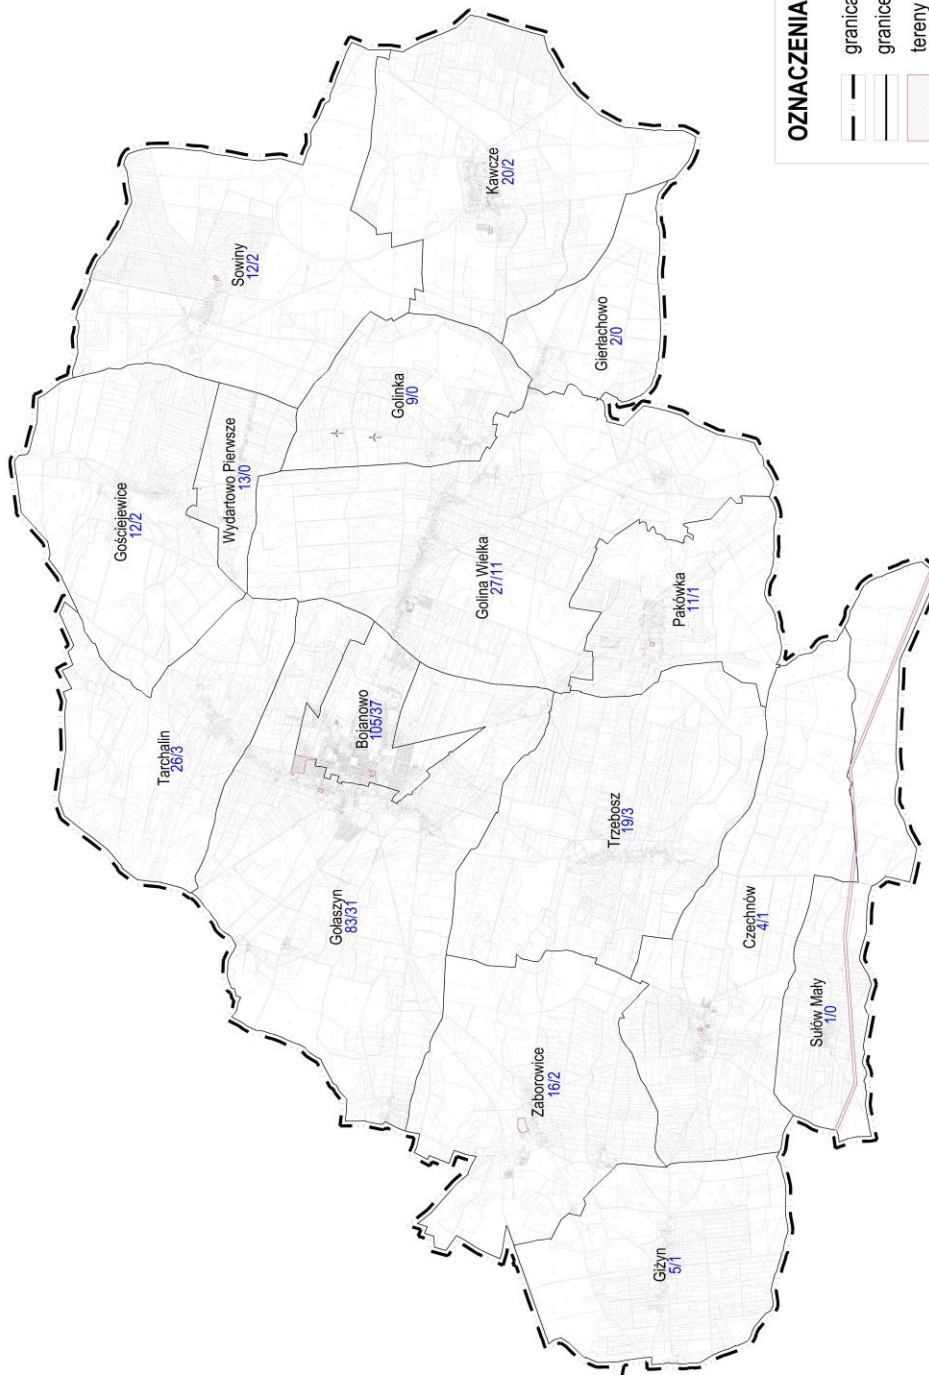 Giżyn
5/1
Zaborowice
16/2
Gołaszyn
83/31
Tarchalin
26/3
Gościejewice
12/2
Wydartowo Pierwsze
13/0
Sowiny
12/2
Kawcze
20/2
Golinka
9/0
Gierłachowo
2/0
Golina Wielka
27/11
Pakówka
11/1
Bojanowo
105/37
Trzebosz
19/3
Czechnów
4/1
Sułów Mały
1/0
OZNACZENIA
granica
granice
tereny